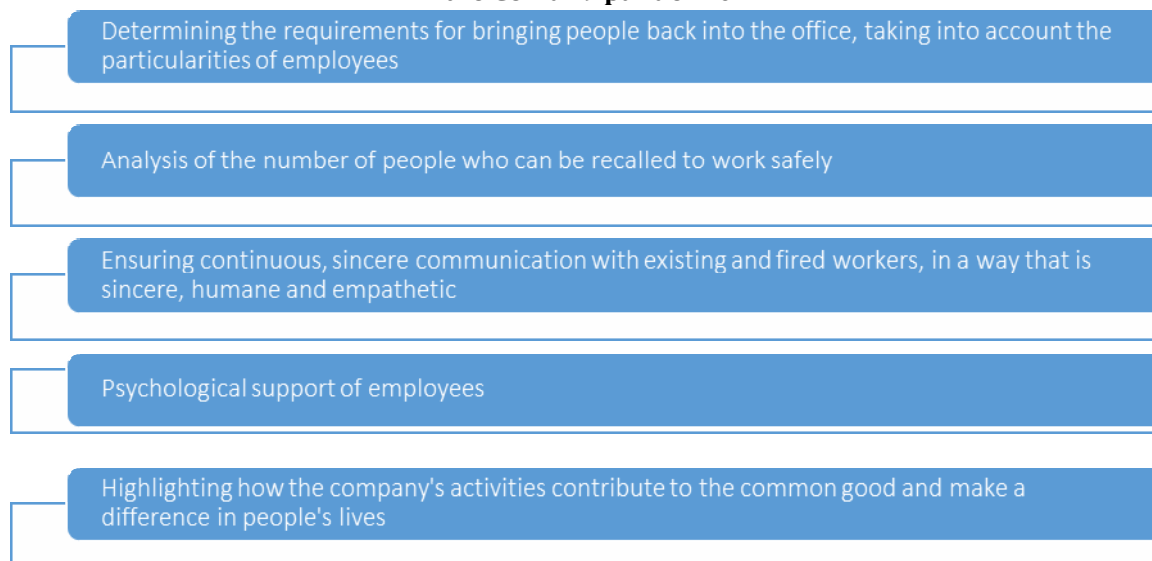 Determining the requirements for bringing people back into the office, taking into account the
particularities of employees
Analysis of the number of people who can be recalled to work safely
Ensuring continuous, sincere communication with existing and fired workers, in a way that is
sincere, humane and empathetic
Psychological support of employees
Highlighting how the company's activities contribute to the common good and make a
difference in people's lives